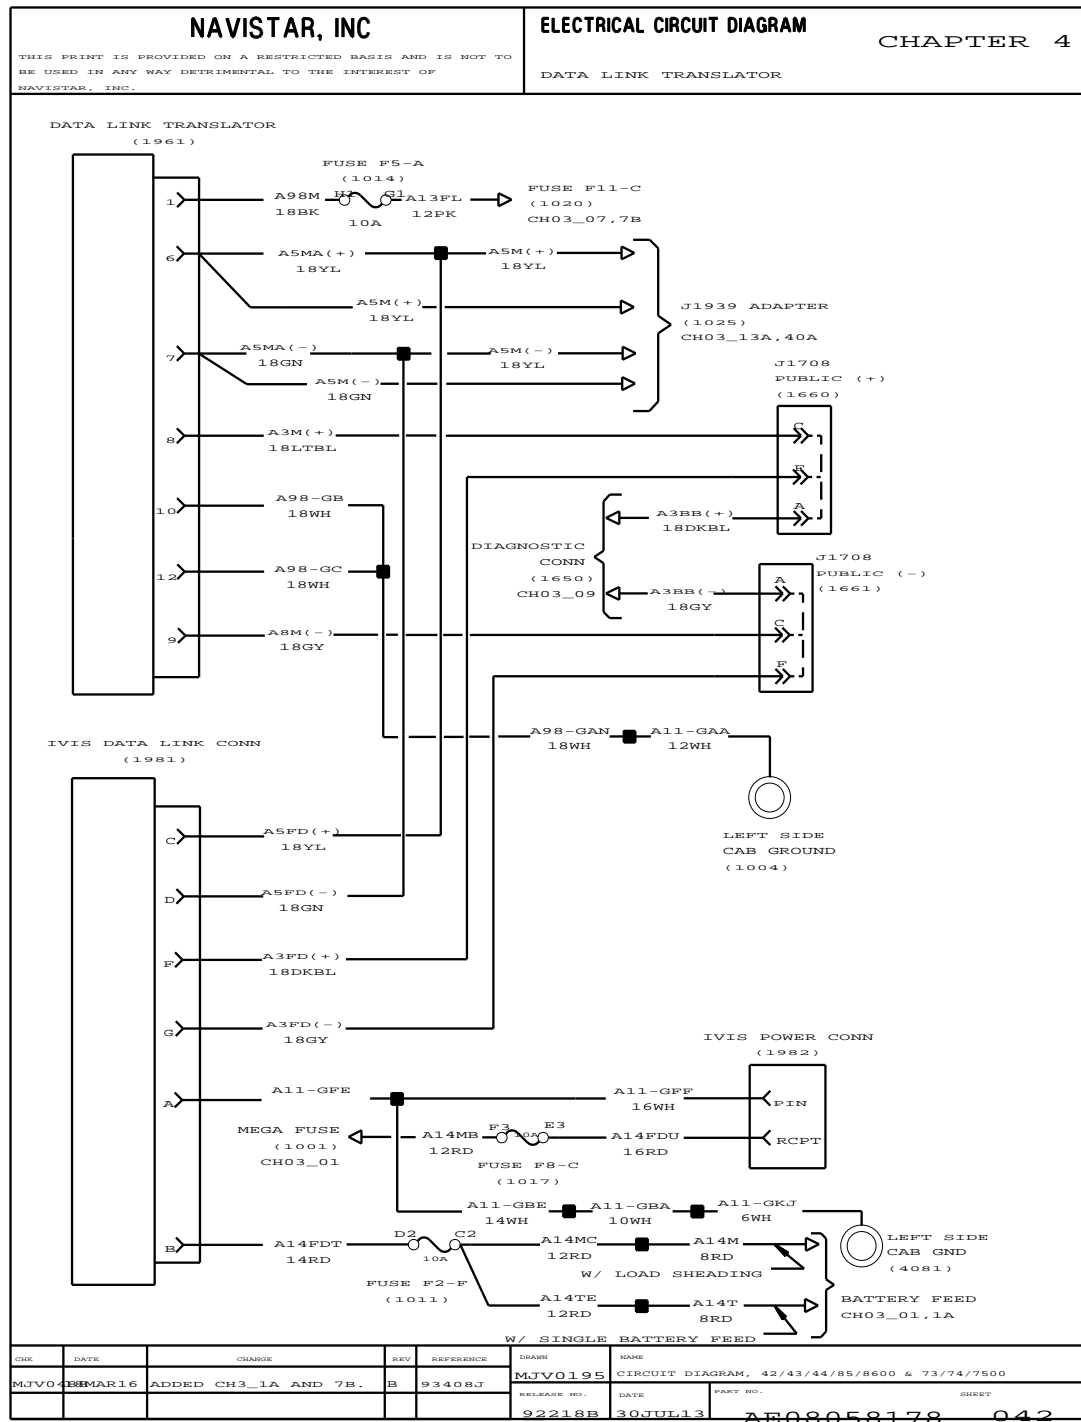 NAVISTAR, INC
THIS PRINT IS PROVIDED ON A RESTRICTED BASIS AND IS NOT TO
BE USED IN ANY WAY DETRIMENTAL TO THE INTEREST OF
NAVISTAR, INC.
ELECTRICAL CIRCUIT DIAGRAM
CHAPTER 4
DATA LINK TRANSLATOR
DATA LINK TRANSLATOR
(1961)
FUSE F5-A
(1014)
1
A98M
18BK
H1
G1
10A
A13FL
12PK
FUSE F11-C
(1020)
CH03_07,7B
6
A5MA(+)
18YL
A5M(+)
18YL
A5M(+)
18YL
J1939 ADAPTER
(1025)
CH03_13A,40A
7
A5MA(-)
18GN
A5M(-)
18YL
A5M(-)
18GN
J1708
PUBLIC (+)
(1660)
8
A3M(+)
18LTBL
C
F
A
10
A98-GB
18WH
A3BB(+)
18DKBL
DIAGNOSTIC
CONN
(1650)
CH03_09
12
A98-GC
18WH
A3BB(-)
18GY
J1708
PUBLIC (-)
(1661)
A
C
F
9
A8M(-)
18GY
A98-GAN
18WH
A11-GAA
12WH
LEFT SIDE
CAB GROUND
(1004)
IVIS DATA LINK CONN
(1981)
C
A5FD(+)
18YL
D
A5FD(-)
18GN
F
A3FD(+)
18DKBL
G
A3FD(-)
18GY
IVIS POWER CONN
(1982)
A
A11-GFE
A11-GFF
16WH
PIN
MEGA FUSE
(1001)
CH03_01
A14MB
12RD
F3
10A
E3
FUSE F8-C
(1017)
A14FDU
16RD
RCPT
A11-GBE
14WH
A11-GBA
10WH
A11-GKJ
6WH
LEFT SIDE
CAB GND
(4081)
B
A14FDT
14RD
D2
C2
10A
FUSE F2-F
(1011)
A14MC
12RD
A14M
8RD
W/ LOAD SHEADING
A14TE
12RD
A14T
8RD
W/ SINGLE BATTERY FEED
BATTERY FEED
CH03_01,1A
CHK
DATE
CHANGE
REV
REFERENCE
DRAWN
NAME
18MAR16
ADDED CH3_1A AND 7B.
B
93408J
MJV0195
CIRCUIT DIAGRAM, 42/43/44/85/8600 & 73/74/7500
RELEASE NO.
DATE
PART NO.
SHEET
92218B
30JUL13
AE08058178
042